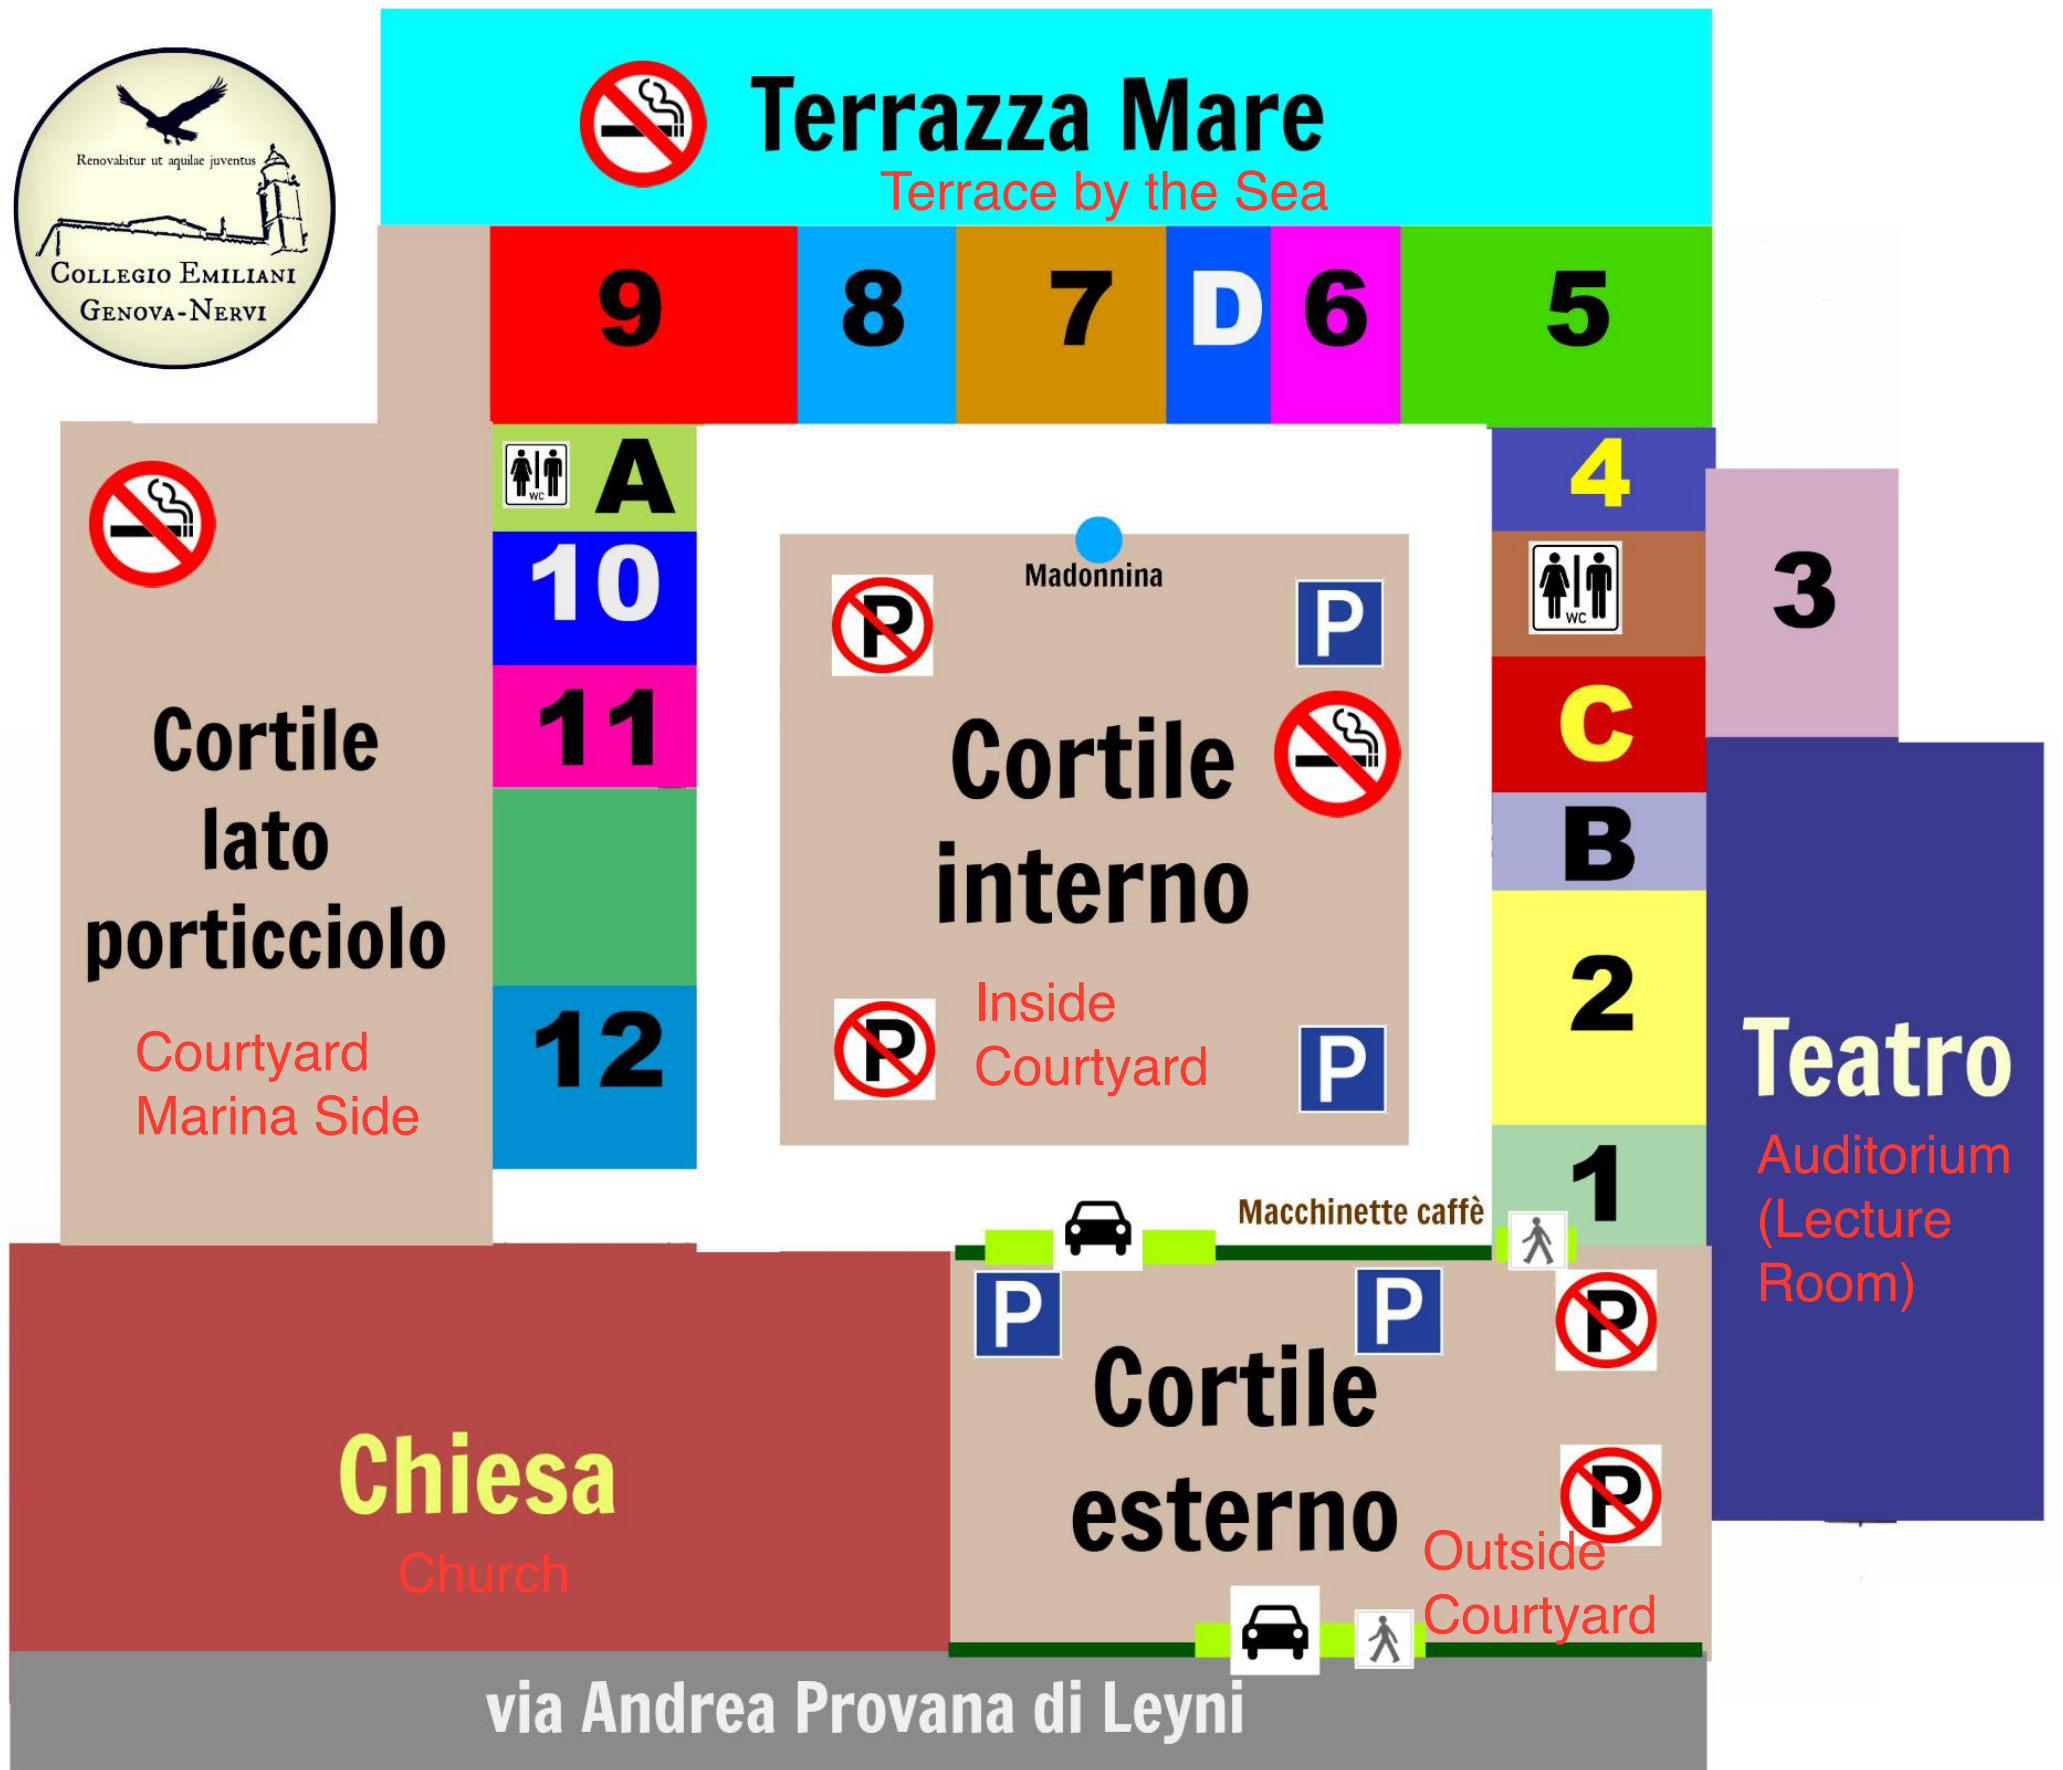 Renovabitur ut aquilae juventus
COLLEGIO EMILIANI
GENOVA-NERVI
Terrazza Mare
Terrace by the Sea
9 8 7 D 6 5
WC A
4
10
WC
3
11
C
B
12
2
1
Madonnina
P P
Cortile
interno
Inside
Courtyard
P P
Cortile
lato
porticciolo
Courtyard
Marina Side
Teatro
Auditorium
(Lecture
Room)
Macchinette caffè
P P P
Cortile
esterno
P
Outside
Courtyard
Chiesa
Church
via Andrea Provana di Leyni